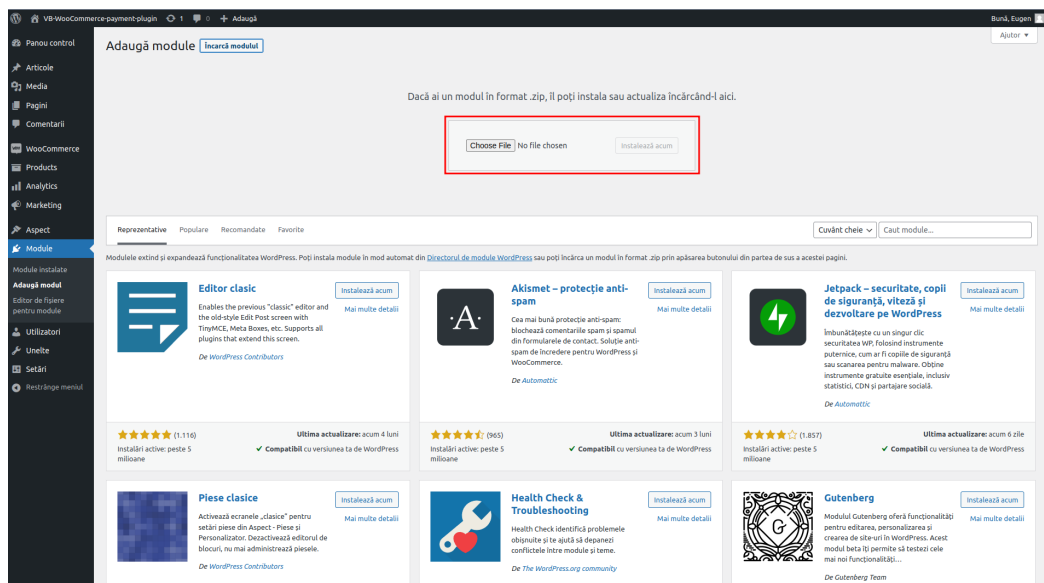 VB-WooCommerce-payment-plugin 1 0 + Adaugă Bună, Eugen
Panou control
Articole
Media
Pagini
Comentarii
WooCommerce
Products
Analytics
Marketing
Aspect
Module
Module instalate
Adaugă modul
Editor de fișiere
pentru module
Utilizatori
Unelte
Setări
Restrânge meniul
Adaugă module Încarcă modulul
Ajutor
Dacă ai un modul în format .zip, îl poți instala sau actualiza încărcând-l aici.
Choose File No file chosen Instalează acum
Reprezentative Populare Recomandate Favorite Cuvânt cheie Caut module...
Modulele extind și expandează funcționalitatea WordPress. Poți instala module în mod automat din Directorul de module WordPress sau poți încărca un modul în format .zip prin apăsarea butonului din partea de sus a acestei pagini.
Editor clasic
Instalează acum
Mai multe detalii
Enables the previous "classic" editor and
the old-style Edit Post screen with
TinyMCE, Meta Boxes, etc. Supports all
plugins that extend this screen.
De WordPress Contributors
(1.116)
Ultima actualizare: acum 4 luni
Instalări active: peste 5
milioane
Compatibil cu versiunea ta de WordPress
·A·
Akismet – protecție anti-
spam
Instalează acum
Mai multe detalii
Cea mai bună protecție anti-spam:
blochează comentariile spam și spamul
din formularele de contact. Soluție anti-
spam de încredere pentru WordPress și
WooCommerce.
De Automattic
(965)
Ultima actualizare: acum 3 luni
Instalări active: peste 5
milioane
Compatibil cu versiunea ta de WordPress
Jetpack – securitate, copii
de siguranță, viteză și
dezvoltare pe WordPress
Instalează acum
Mai multe detalii
Îmbunătățește cu un singur clic
securitatea WP, folosind instrumente
puternice, cum ar fi copiile de siguranță
sau scanarea pentru malware. Obține
instrumente gratuite esențiale, inclusiv
statistici, CDN și partajare socială.
De Automattic
(1.857)
Ultima actualizare: acum 6 zile
Instalări active: peste 5
milioane
Compatibil cu versiunea ta de WordPress
Piese clasice
Instalează acum
Mai multe detalii
Activează ecranele „clasice” pentru
setări piese din Aspect - Piese și
Personalizator. Dezactivează editorul de
blocuri, nu mai administrează piesele.
De WordPress Contributors
Health Check &
Troubleshooting
Instalează acum
Mai multe detalii
Health Check identifică problemele
obișnuite și te ajută să depanezi
conflictele între module și teme.
De The WordPress.org community
G
Gutenberg
Instalează acum
Mai multe detalii
Modulul Gutenberg oferă funcționalități
pentru editarea, personalizarea și
crearea de site-uri în WordPress. Acest
modul beta îți permite să testezi cele
mai noi funcționalități...
De Gutenberg Team